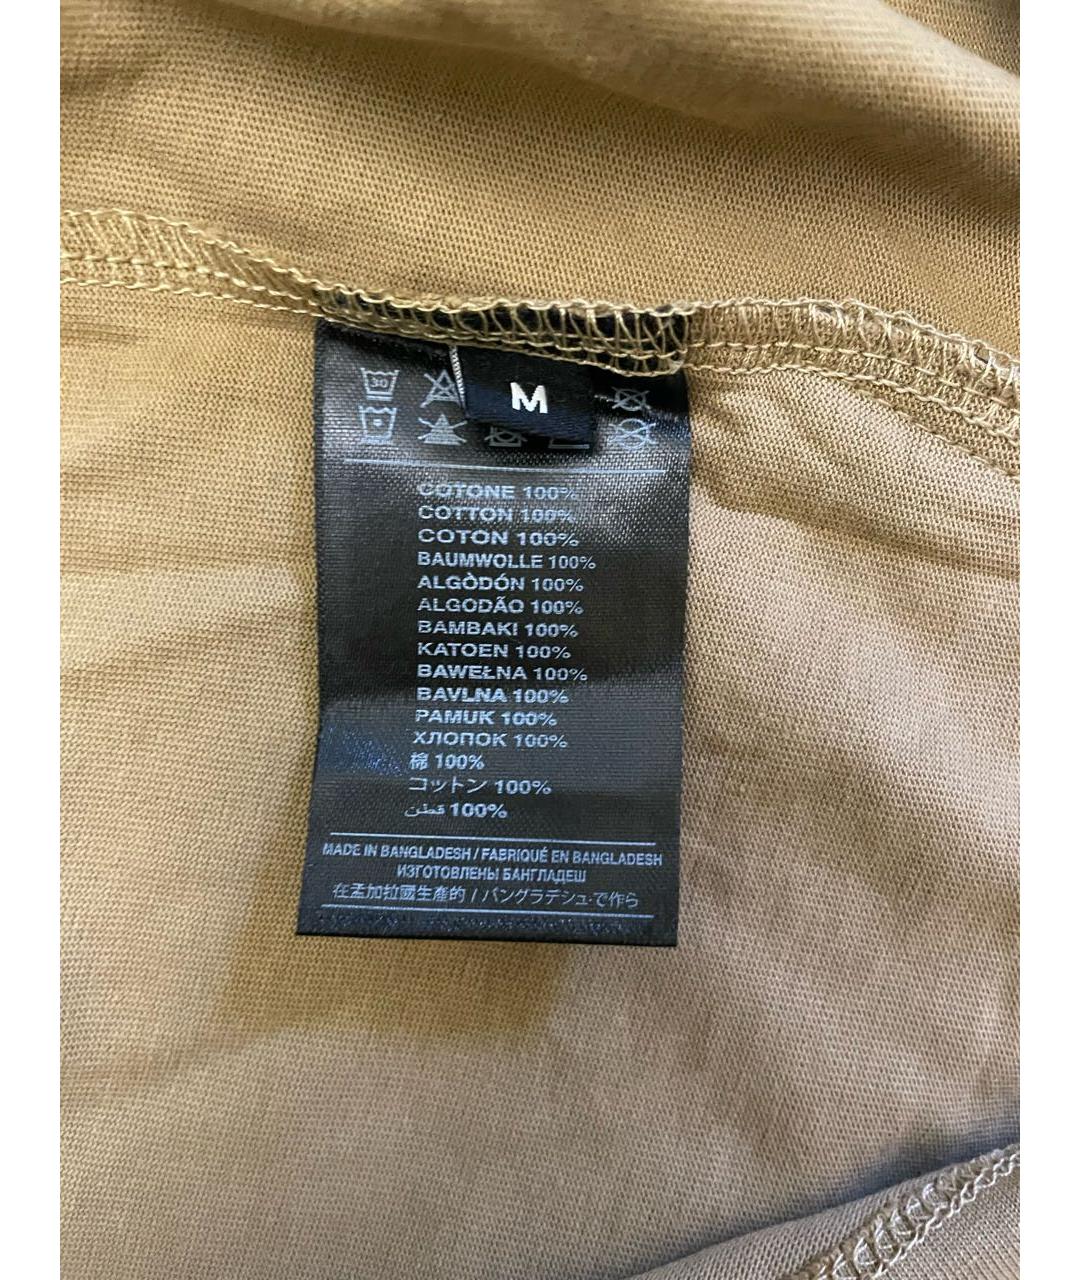 30
M
COTONE 100%
COTTON 100%
COTON 100%
BAUMWOLLE 100%
ALGÒDÓN 100%
ALGODÃO 100%
BAMBAKI 100%
KATOEN 100%
BAWEŁNA 100%
BAVLNA 100%
PAMUK 100%
ХЛОПОК 100%
棉 100%
コットン 100%
قطن 100%
MADE IN BANGLADESH / FABRIQUÉ EN BANGLADESH
ИЗГОТОВЛЕНЫ БАНГЛАДЕШ
在孟加拉國生產的 / バングラデシュで作ら